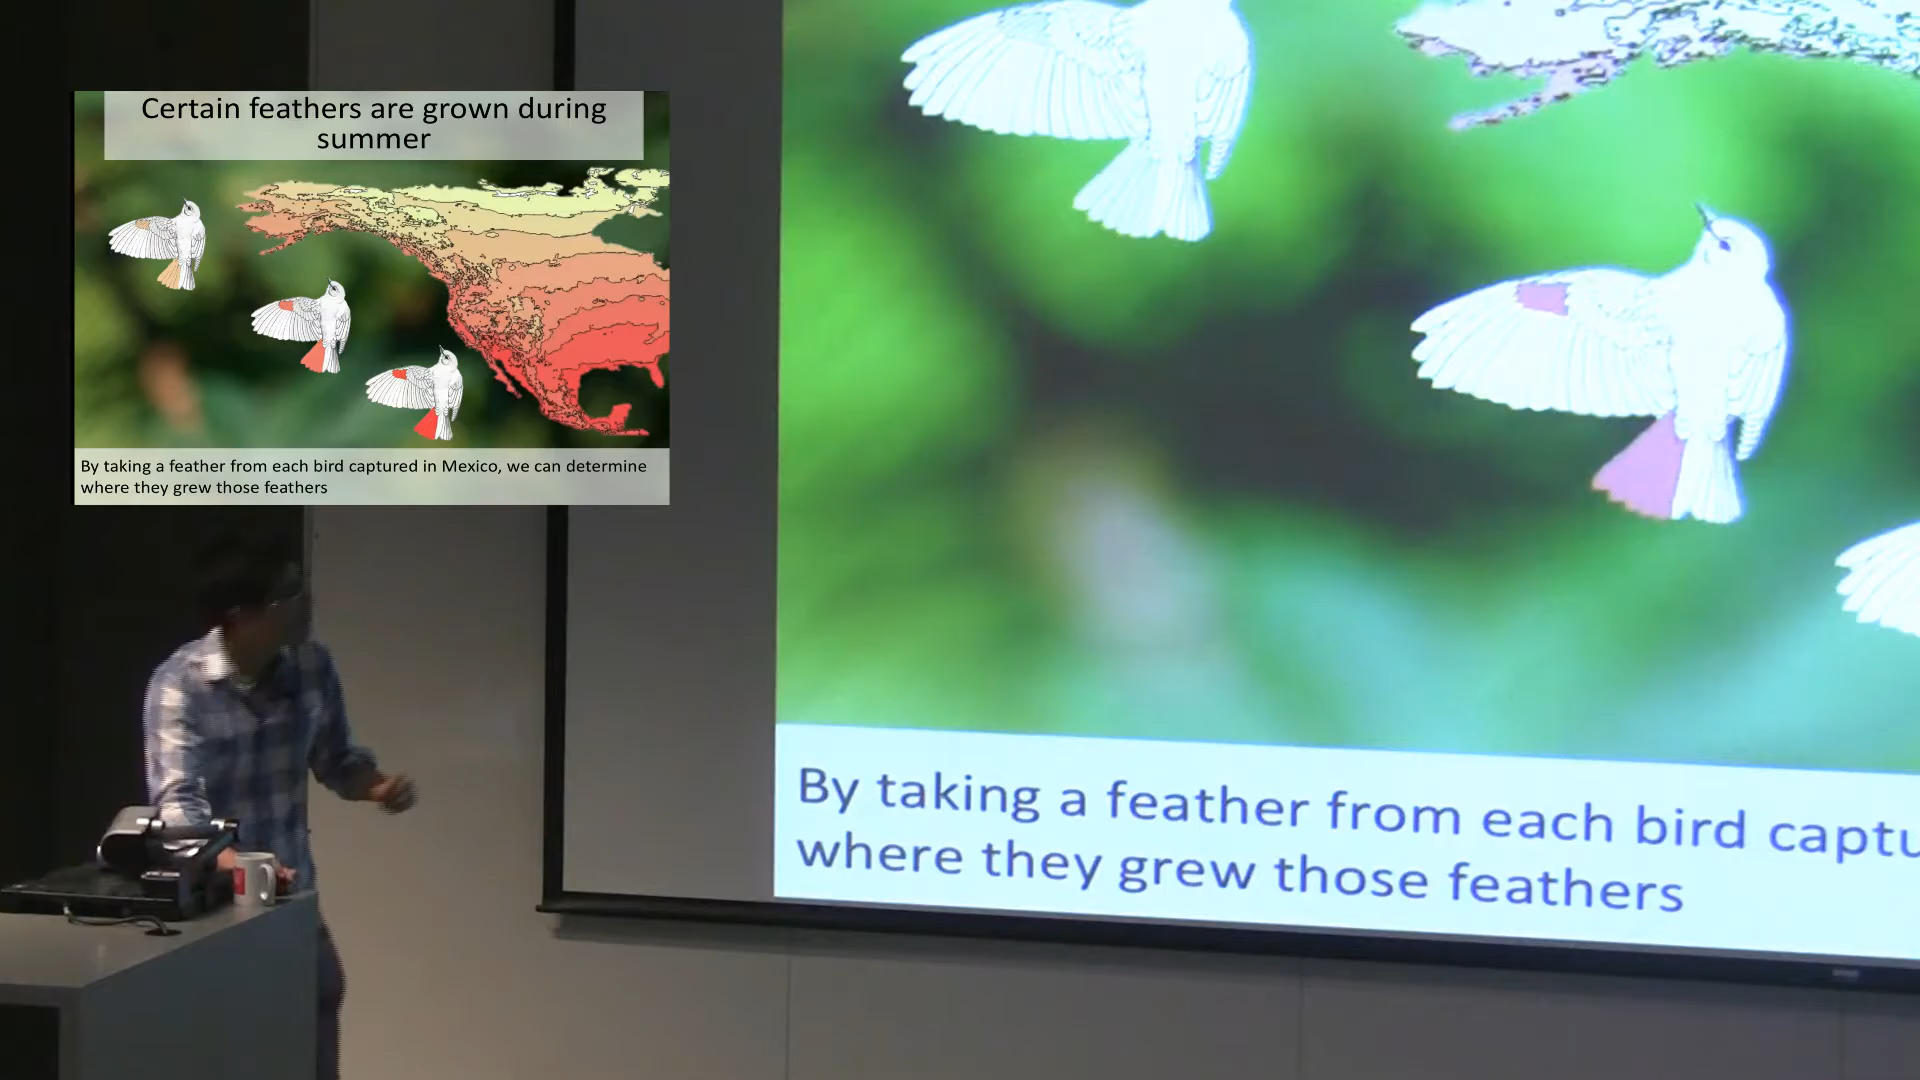 Certain feathers are grown during
summer
By taking a feather from each bird captured in Mexico, we can determine
where they grew those feathers
By taking a feather from each bird captu
where they grew those feathers